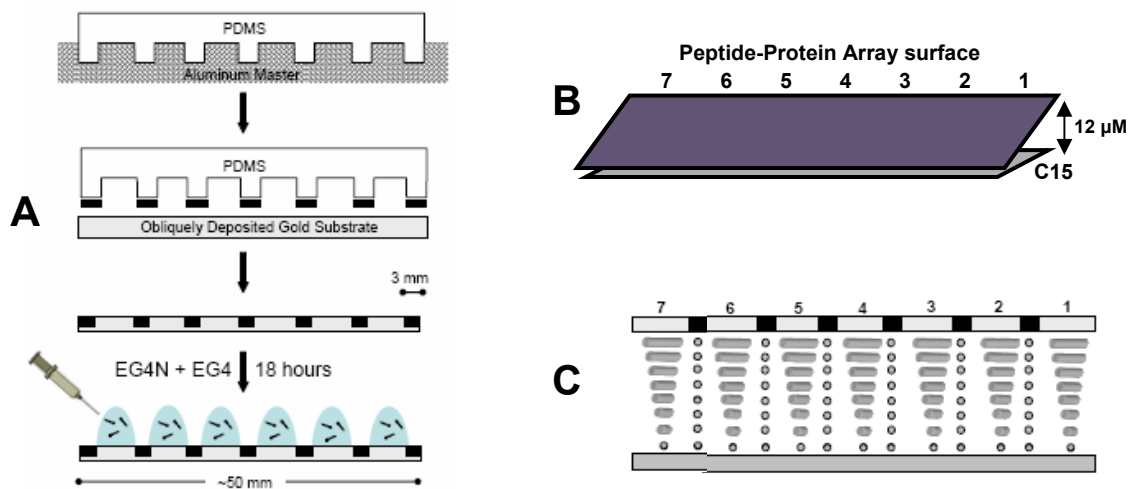 A
PDMS
Aluminum Master
PDMS
Obliquely Deposited Gold Substrate
3 mm
EG4N + EG4 18 hours
~50 mm
B
Peptide-Protein Array surface
7 6 5 4 3 2 1
12 µM
C15
C
7 6 5 4 3 2 1